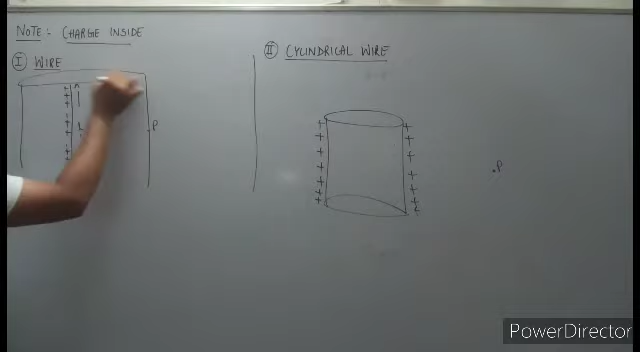 NOTE:- CHARGE INSIDE
I WIRE
II CYLINDRICAL WIRE
P
.P
PowerDirector